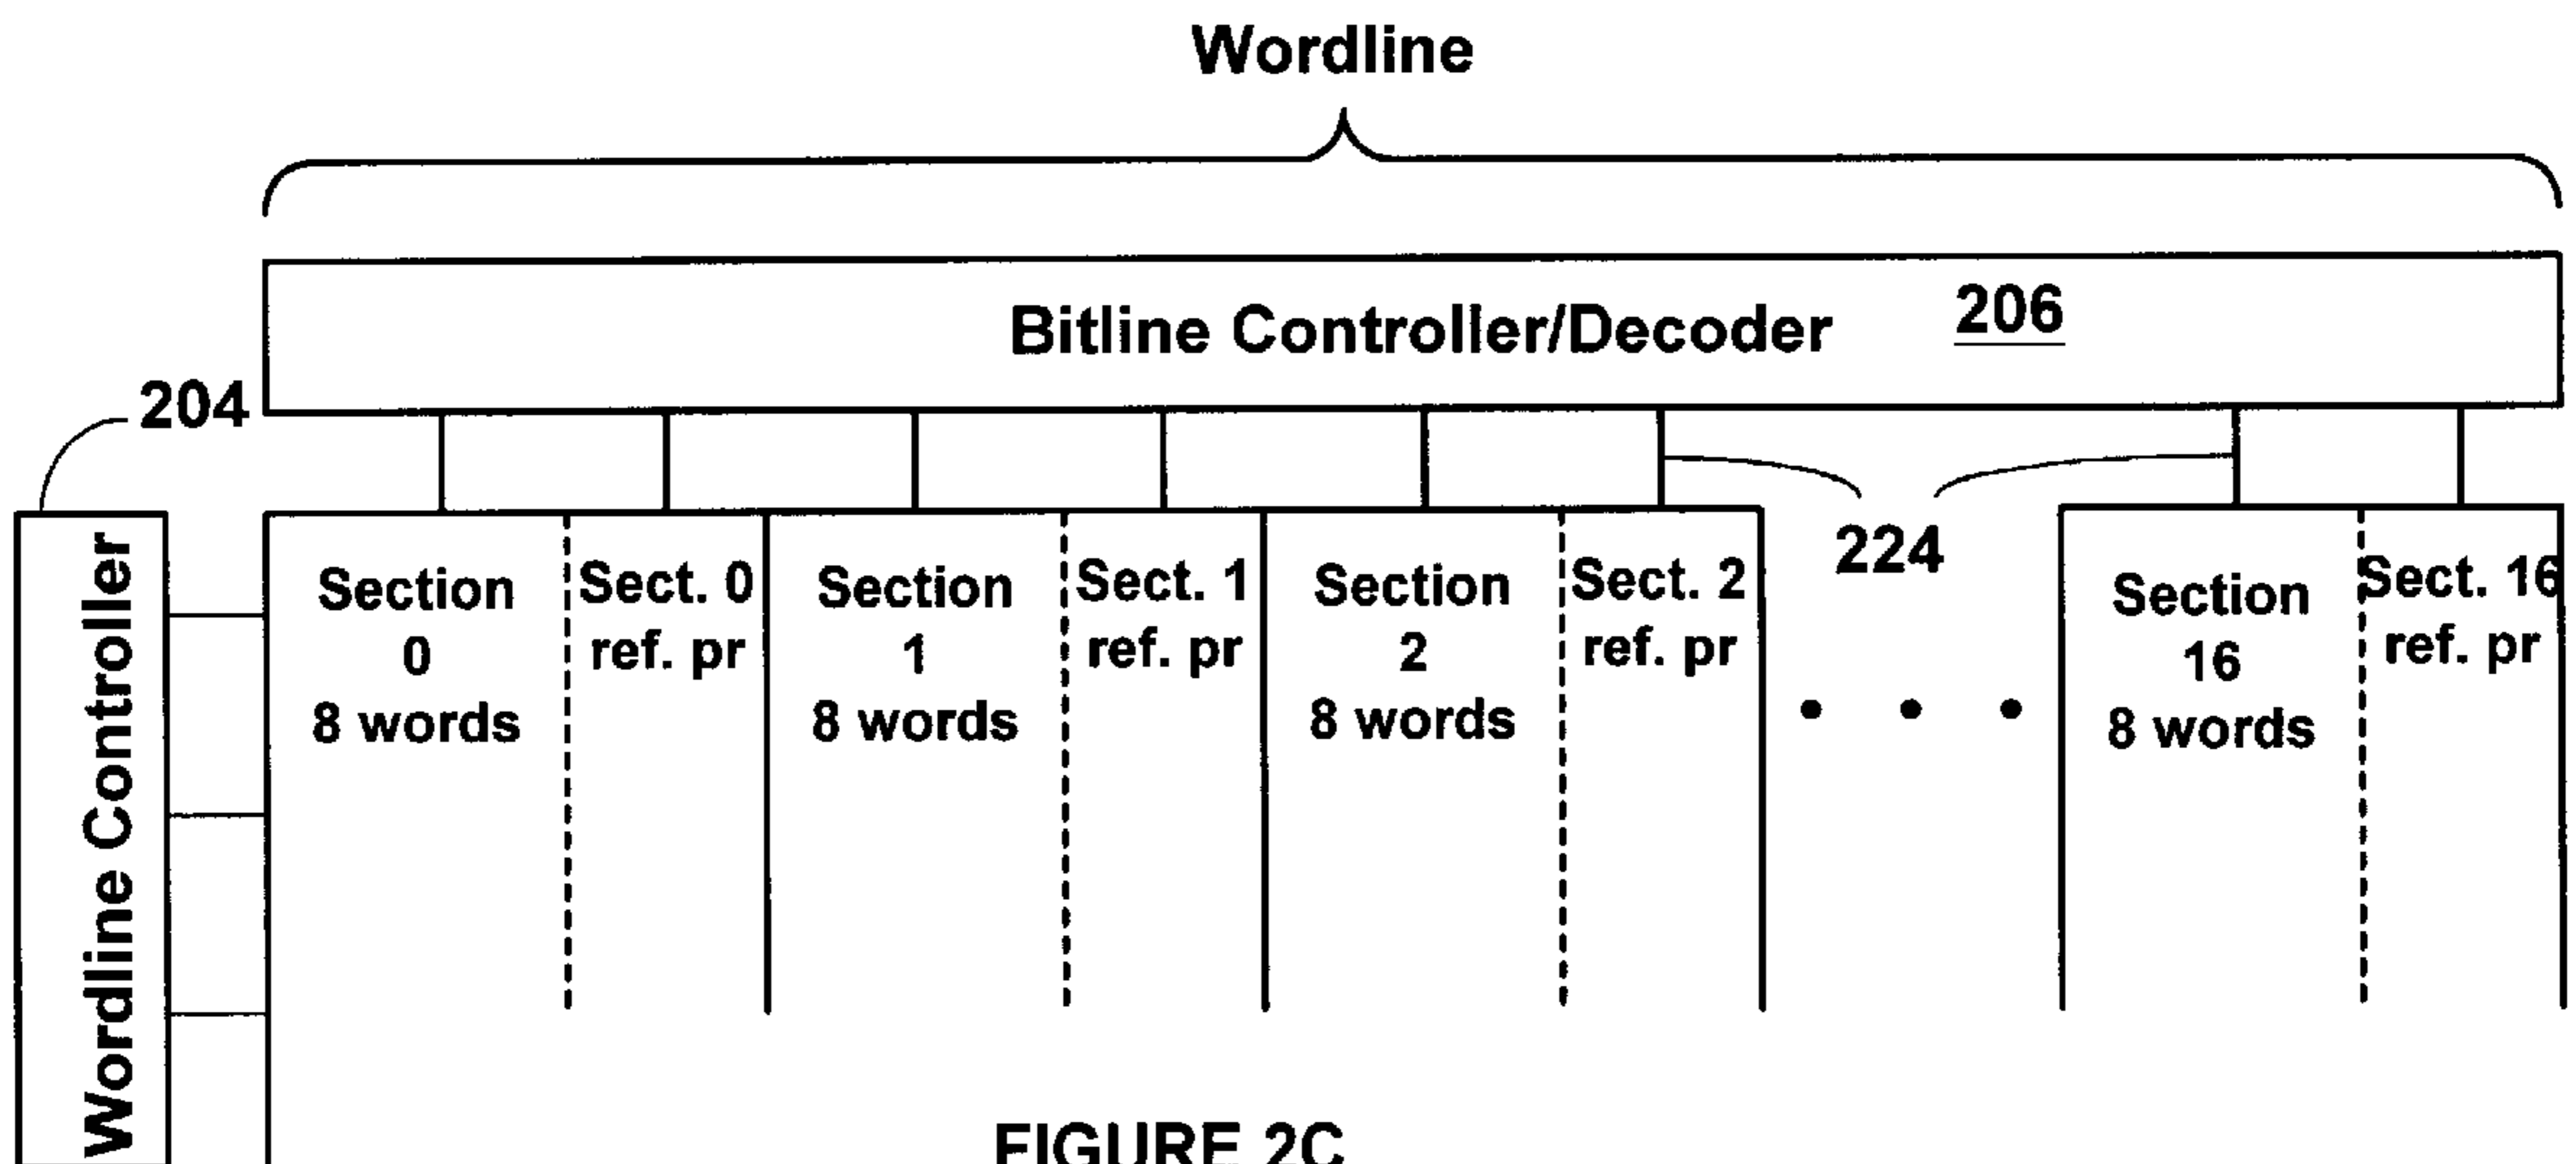 Wordline
Bitline Controller/Decoder 206
204
Wordline Controller
Section
0
8 words
Sect. 0
ref. pr
Section
1
8 words
Sect. 1
ref. pr
Section
2
8 words
Sect. 2
ref. pr
224
Section
16
8 words
Sect. 16
ref. pr
FIGURE 2C